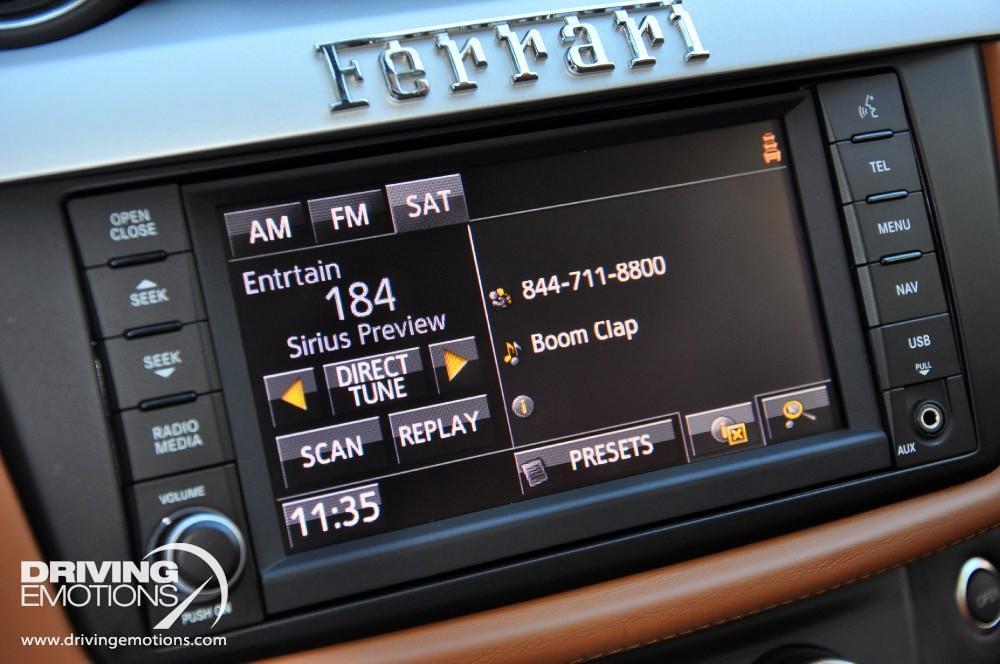 Ferrari
OPEN
CLOSE
SEEK
SEEK
RADIO
MEDIA
VOLUME
PUSH ON
AM FM SAT
Entrtain
184
Sirius Preview
DIRECT
TUNE
SCAN REPLAY
11:35
844-711-8800
Boom Clap
PRESETS
TEL
MENU
NAV
USB
PULL
AUX
DRIVING
EMOTIONS
www.drivingemotions.com